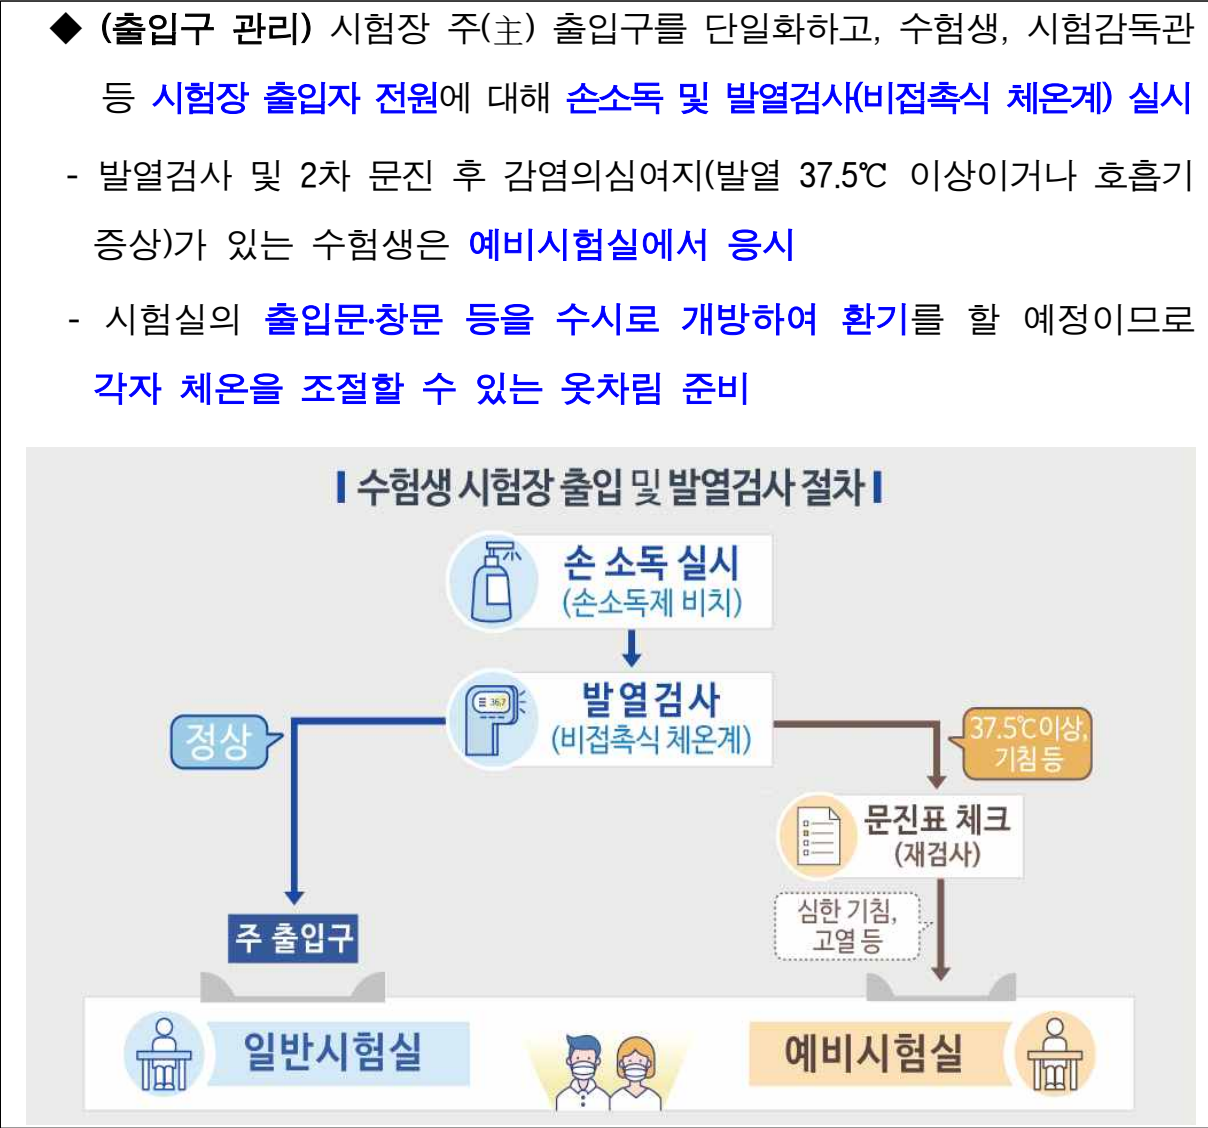 ◆ (출입구 관리) 시험장 주(主) 출입구를 단일화하고, 수험생, 시험감독관
등 시험장 출입자 전원에 대해 손소독 및 발열검사(비접촉식 체온계) 실시
- 발열검사 및 2차 문진 후 감염의심여지(발열 37.5℃ 이상이거나 호흡기
증상)가 있는 수험생은 예비시험실에서 응시
- 시험실의 출입문·창문 등을 수시로 개방하여 환기를 할 예정이므로
각자 체온을 조절할 수 있는 옷차림 준비
수험생 시험장 출입 및 발열검사 절차
손 소독 실시
(손소독제 비치)
발열검사
(비접촉식 체온계)
36.7
정상
37.5℃이상,
기침 등
문진표 체크
(재검사)
심한 기침,
고열 등
주 출입구
일반시험실
예비시험실